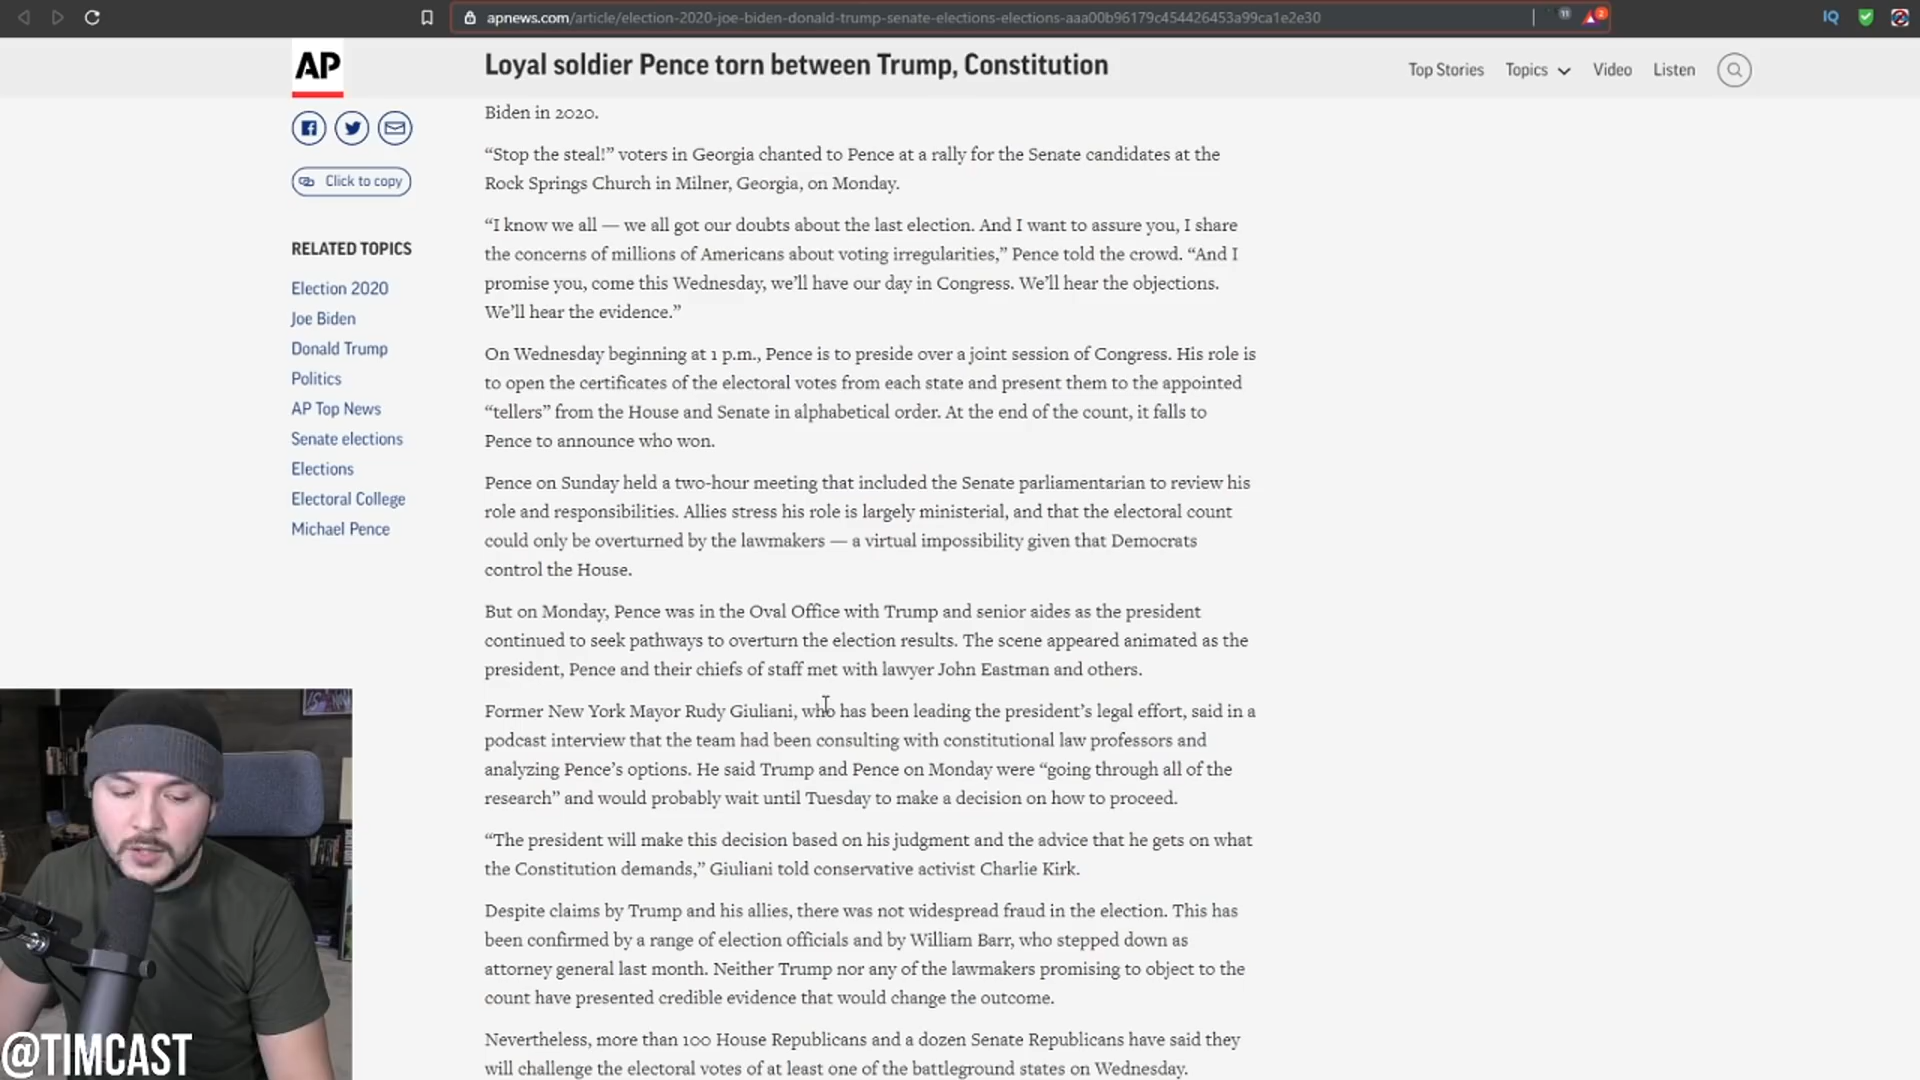 apnews.com/article/election-2020-joe-biden-donald-trump-senate-elections-elections-aaa00b96179c454426453a99ca1e2e30
11
2
IQ
AP
Loyal soldier Pence torn between Trump, Constitution
Top Stories
Topics
Video
Listen
Click to copy
RELATED TOPICS
Election 2020
Joe Biden
Donald Trump
Politics
AP Top News
Senate elections
Elections
Electoral College
Michael Pence
Biden in 2020.
“Stop the steal!” voters in Georgia chanted to Pence at a rally for the Senate candidates at the
Rock Springs Church in Milner, Georgia, on Monday.
“I know we all — we all got our doubts about the last election. And I want to assure you, I share
the concerns of millions of Americans about voting irregularities,” Pence told the crowd. “And I
promise you, come this Wednesday, we’ll have our day in Congress. We’ll hear the objections.
We’ll hear the evidence.”
On Wednesday beginning at 1 p.m., Pence is to preside over a joint session of Congress. His role is
to open the certificates of the electoral votes from each state and present them to the appointed
“tellers” from the House and Senate in alphabetical order. At the end of the count, it falls to
Pence to announce who won.
Pence on Sunday held a two-hour meeting that included the Senate parliamentarian to review his
role and responsibilities. Allies stress his role is largely ministerial, and that the electoral count
could only be overturned by the lawmakers — a virtual impossibility given that Democrats
control the House.
But on Monday, Pence was in the Oval Office with Trump and senior aides as the president
continued to seek pathways to overturn the election results. The scene appeared animated as the
president, Pence and their chiefs of staff met with lawyer John Eastman and others.
Former New York Mayor Rudy Giuliani, who has been leading the president’s legal effort, said in a
podcast interview that the team had been consulting with constitutional law professors and
analyzing Pence’s options. He said Trump and Pence on Monday were “going through all of the
research” and would probably wait until Tuesday to make a decision on how to proceed.
“The president will make this decision based on his judgment and the advice that he gets on what
the Constitution demands,” Giuliani told conservative activist Charlie Kirk.
Despite claims by Trump and his allies, there was not widespread fraud in the election. This has
been confirmed by a range of election officials and by William Barr, who stepped down as
attorney general last month. Neither Trump nor any of the lawmakers promising to object to the
count have presented credible evidence that would change the outcome.
Nevertheless, more than 100 House Republicans and a dozen Senate Republicans have said they
will challenge the electoral votes of at least one of the battleground states on Wednesday.
@TIMCAST